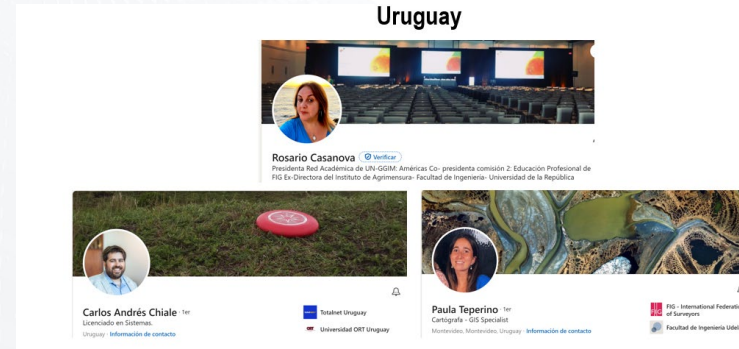 Uruguay
Rosario Casanova Verificar
Presidenta Red Académica de UN-GGIM: Américas Co- presidenta comisión 2: Educación Profesional de
FIG Ex-Directora del Instituto de Agrimensura- Facultad de Ingeniería- Universidad de la República
Carlos Andrés Chiale · 1er
Licenciado en Sistemas.
Uruguay · Información de contacto
Totalnet Uruguay
Universidad ORT Uruguay
Paula Teperino · 1er
Cartógrafa - GIS Specialist
Montevideo, Montevideo, Uruguay · Información de contacto
FIG - International Federati
of Surveyors
Facultad de Ingeniería Udel